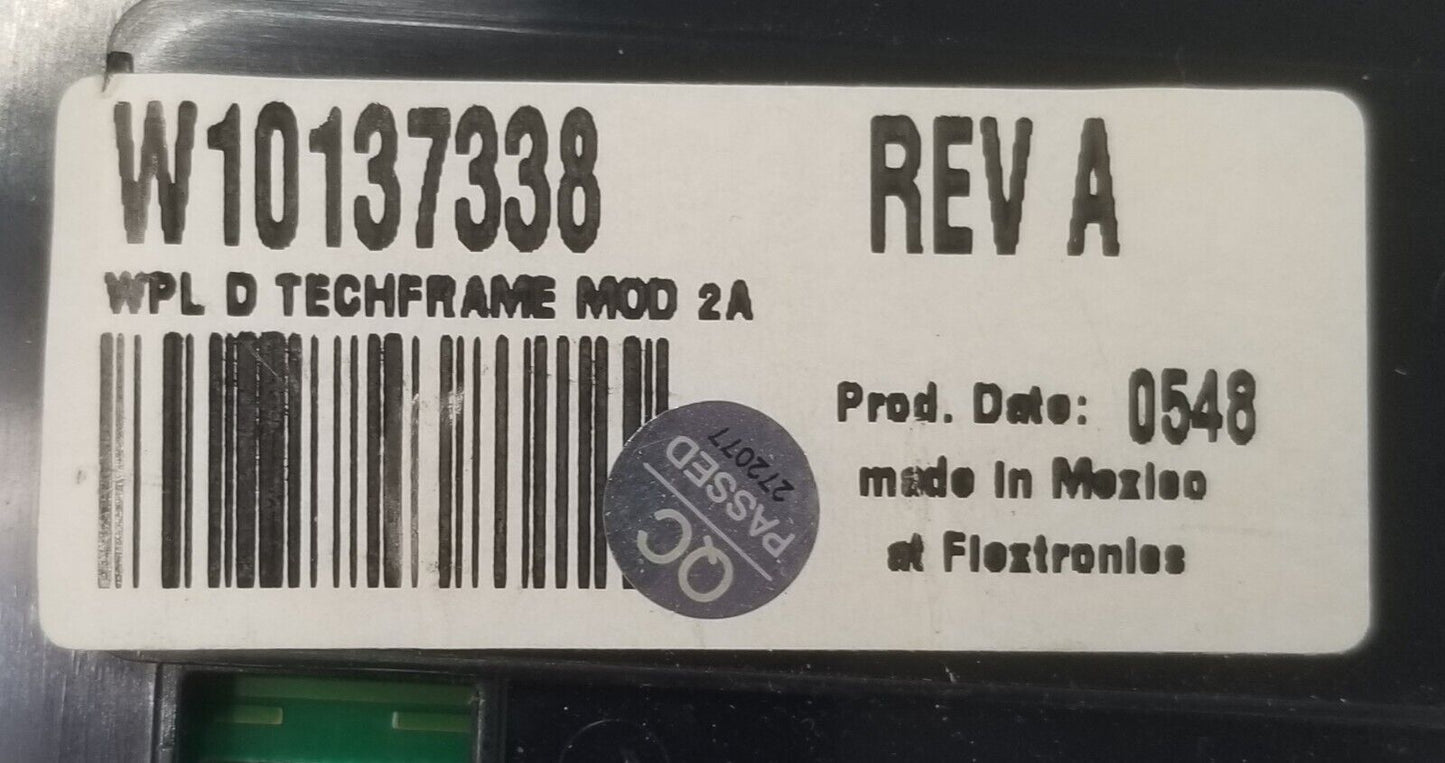 W10137338 REV A
WPL D TECHFRAME MOD 2A
Prod. Date: 0548
made in Mexico
at Flextronics
QC
PASSED
272077